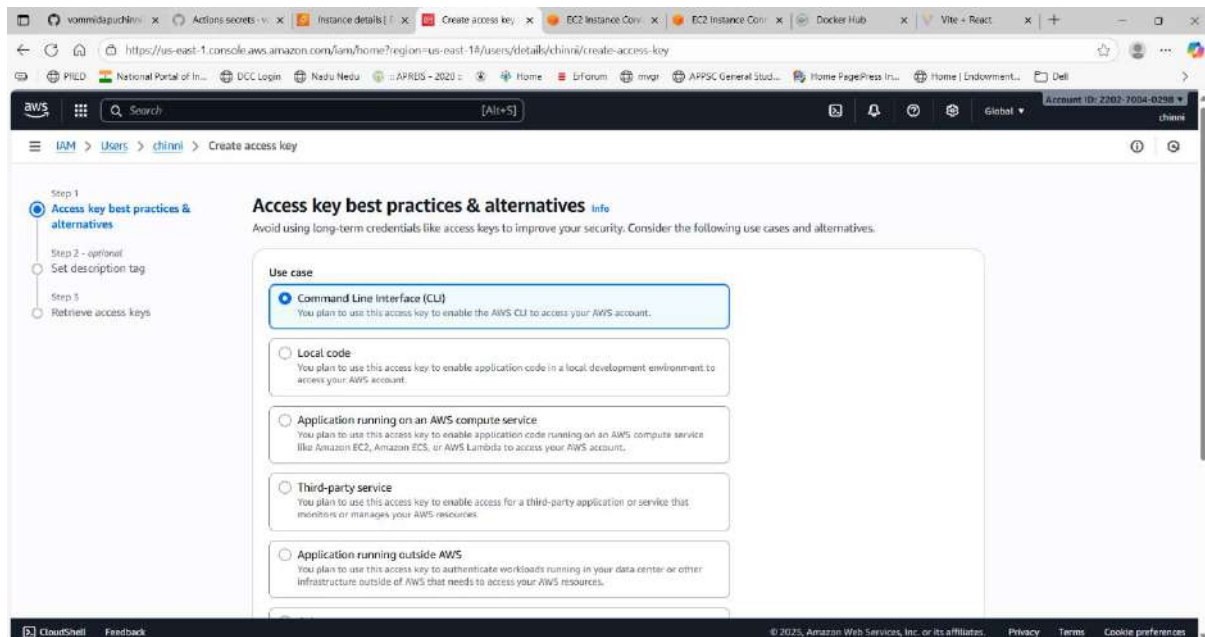 vommidapuchinni
Actions secrets · v
Instance details | E
Create access key
EC2 Instance Conn
EC2 Instance Conn
Docker Hub
Vite + React
https://us-east-1.console.aws.amazon.com/iam/home?region=us-east-1#/users/details/chinni/create-access-key
PRED
National Portal of In...
DCC Login
Nadu Nedu
:: APREIS - 2020 ::
Home
Erforum
mvgr
APPSC General Stud...
Home Page:Press In...
Home | Endowment...
Dell
aws
Search
[Alt+S]
Global
Account ID: 2202-7004-0298
chinni
IAM > Users > chinni > Create access key
Step 1
Access key best practices &
alternatives
Step 2 - optional
Set description tag
Step 3
Retrieve access keys
Access key best practices & alternatives Info
Avoid using long-term credentials like access keys to improve your security. Consider the following use cases and alternatives.
Use case
Command Line Interface (CLI)
You plan to use this access key to enable the AWS CLI to access your AWS account.
Local code
You plan to use this access key to enable application code in a local development environment to
access your AWS account.
Application running on an AWS compute service
You plan to use this access key to enable application code running on an AWS compute service
like Amazon EC2, Amazon ECS, or AWS Lambda to access your AWS account.
Third-party service
You plan to use this access key to enable access for a third-party application or service that
monitors or manages your AWS resources.
Application running outside AWS
You plan to use this access key to authenticate workloads running in your data center or other
infrastructure outside of AWS that needs to access your AWS resources.
CloudShell
Feedback
© 2025, Amazon Web Services, Inc. or its affiliates.
Privacy
Terms
Cookie preferences